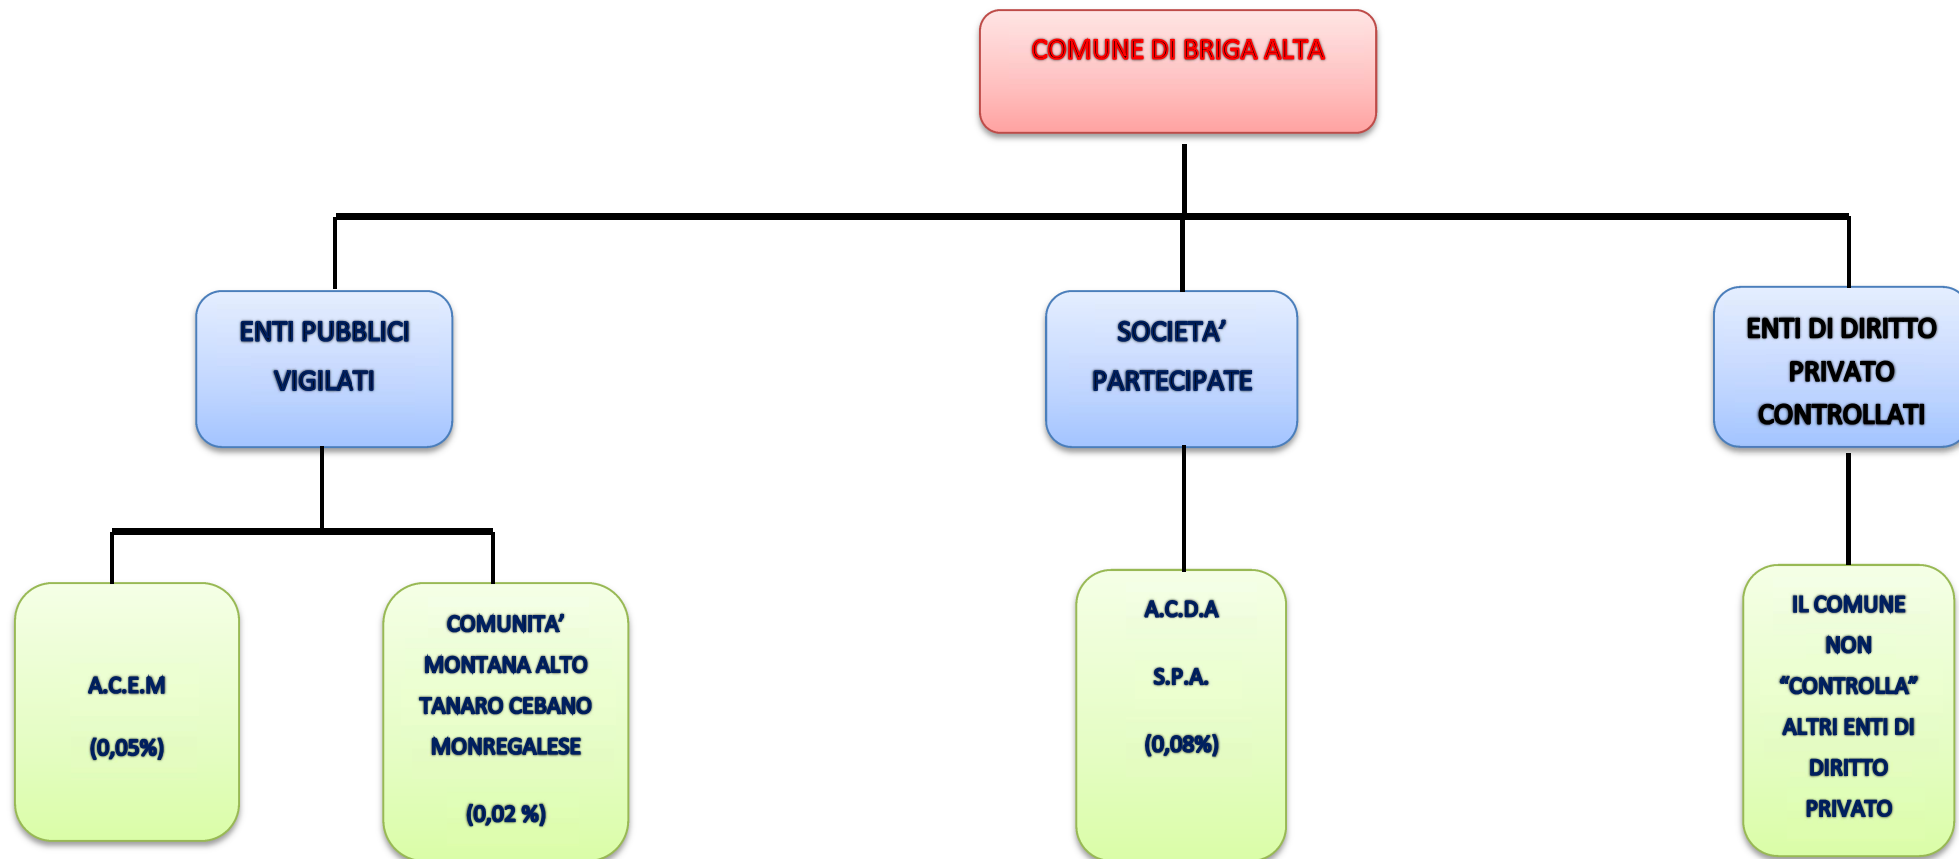 COMUNE DI BRIGA ALTA
ENTI PUBBLICI
VIGILATI
SOCIETA’
PARTECIPATE
ENTI DI DIRITTO
PRIVATO
CONTROLLATI
A.C.E.M
(0,05%)
COMUNITA’
MONTANA ALTO
TANARO CEBANO
MONREGALESE
(0,02 %)
A.C.D.A
S.P.A.
(0,08%)
IL COMUNE
NON
“CONTROLLA”
ALTRI ENTI DI
DIRITTO
PRIVATO